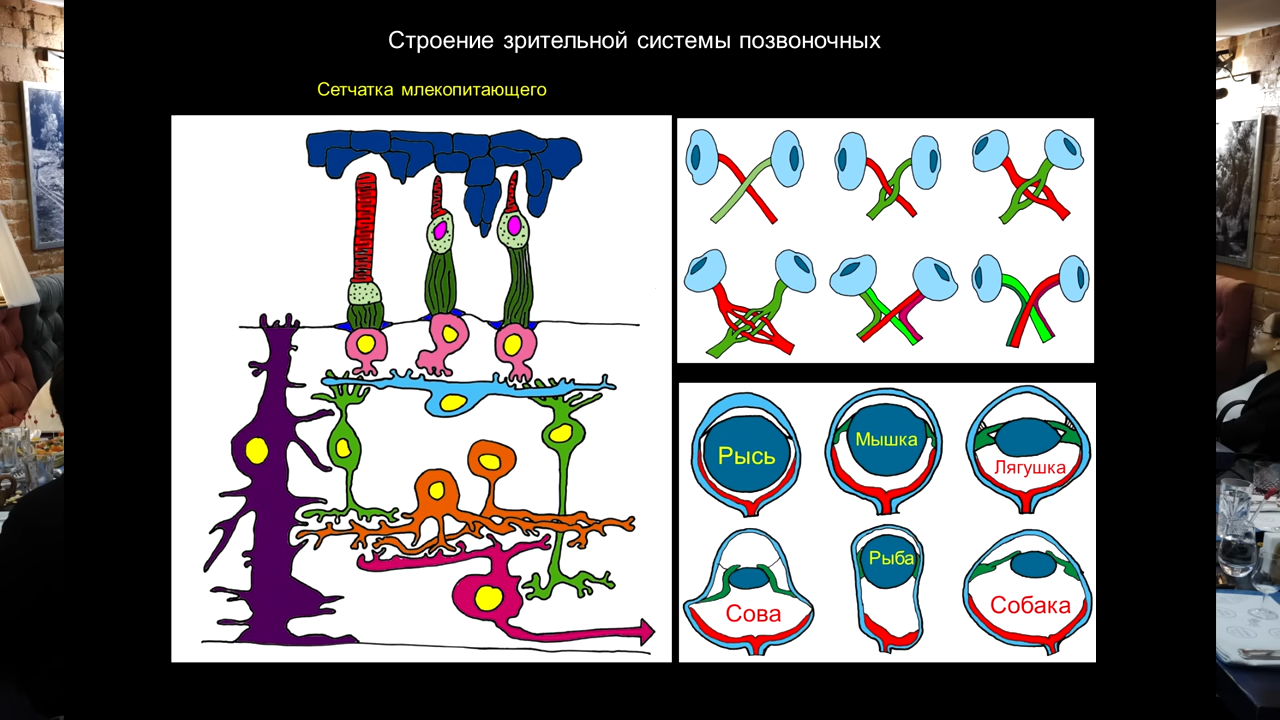 Строение зрительной системы позвоночных
Сетчатка млекопитающего
Рысь
Мышка
Лягушка
Сова
Рыба
Собака